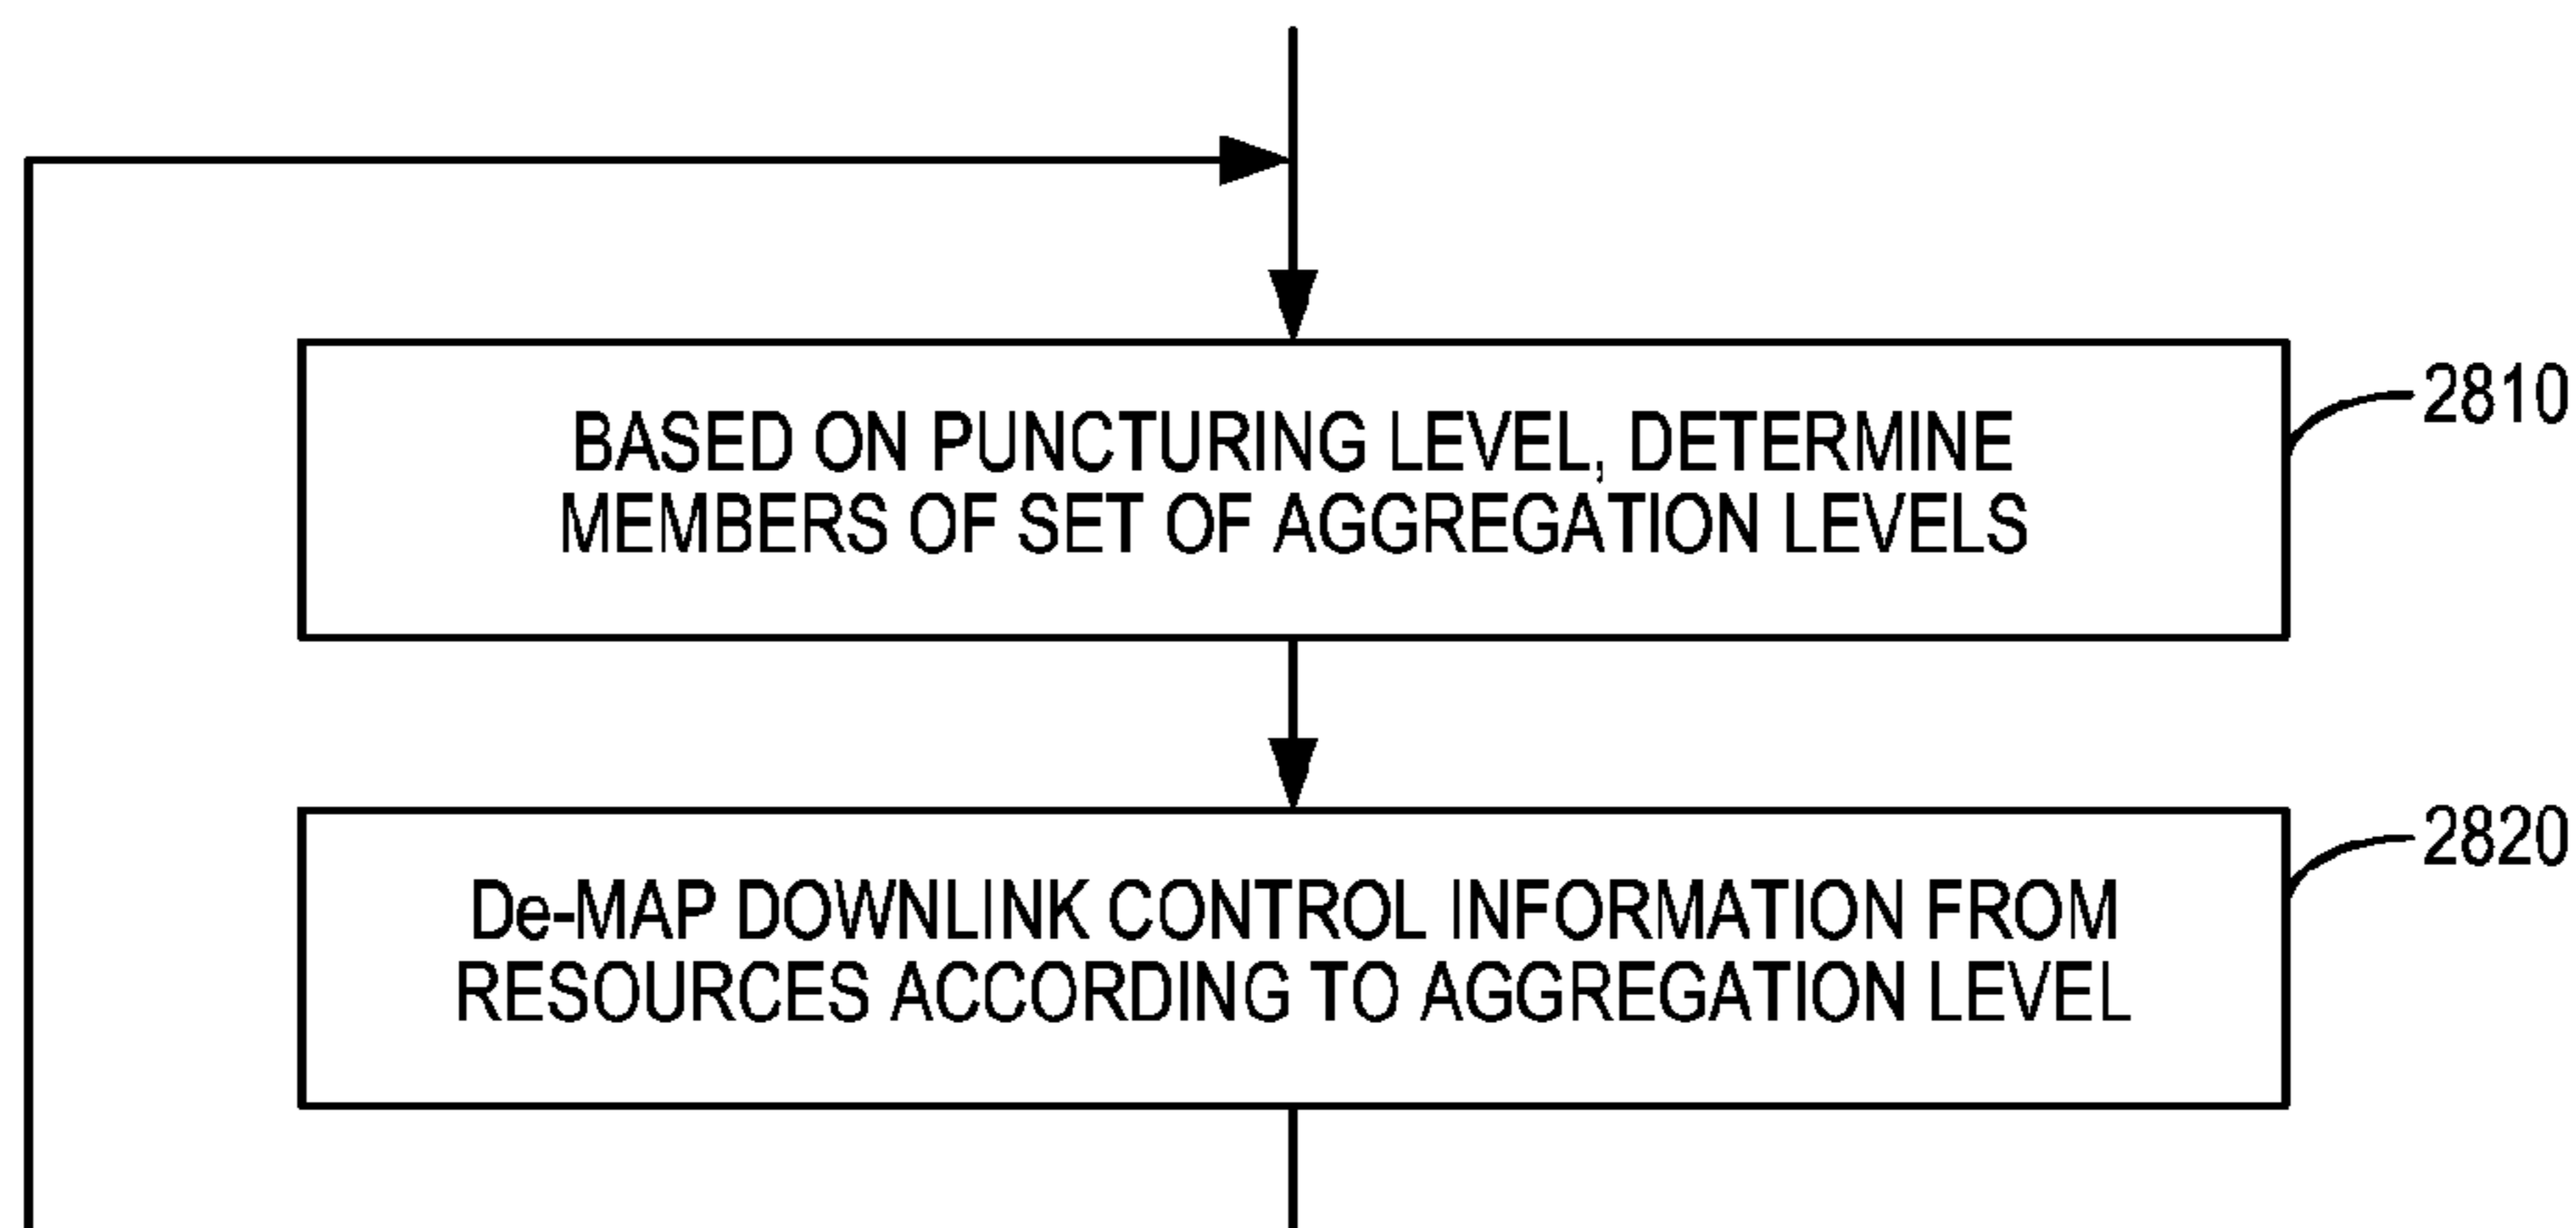 BASED ON PUNCTURING LEVEL, DETERMINE
MEMBERS OF SET OF AGGREGATION LEVELS
2810
De-MAP DOWNLINK CONTROL INFORMATION FROM
RESOURCES ACCORDING TO AGGREGATION LEVEL
2820